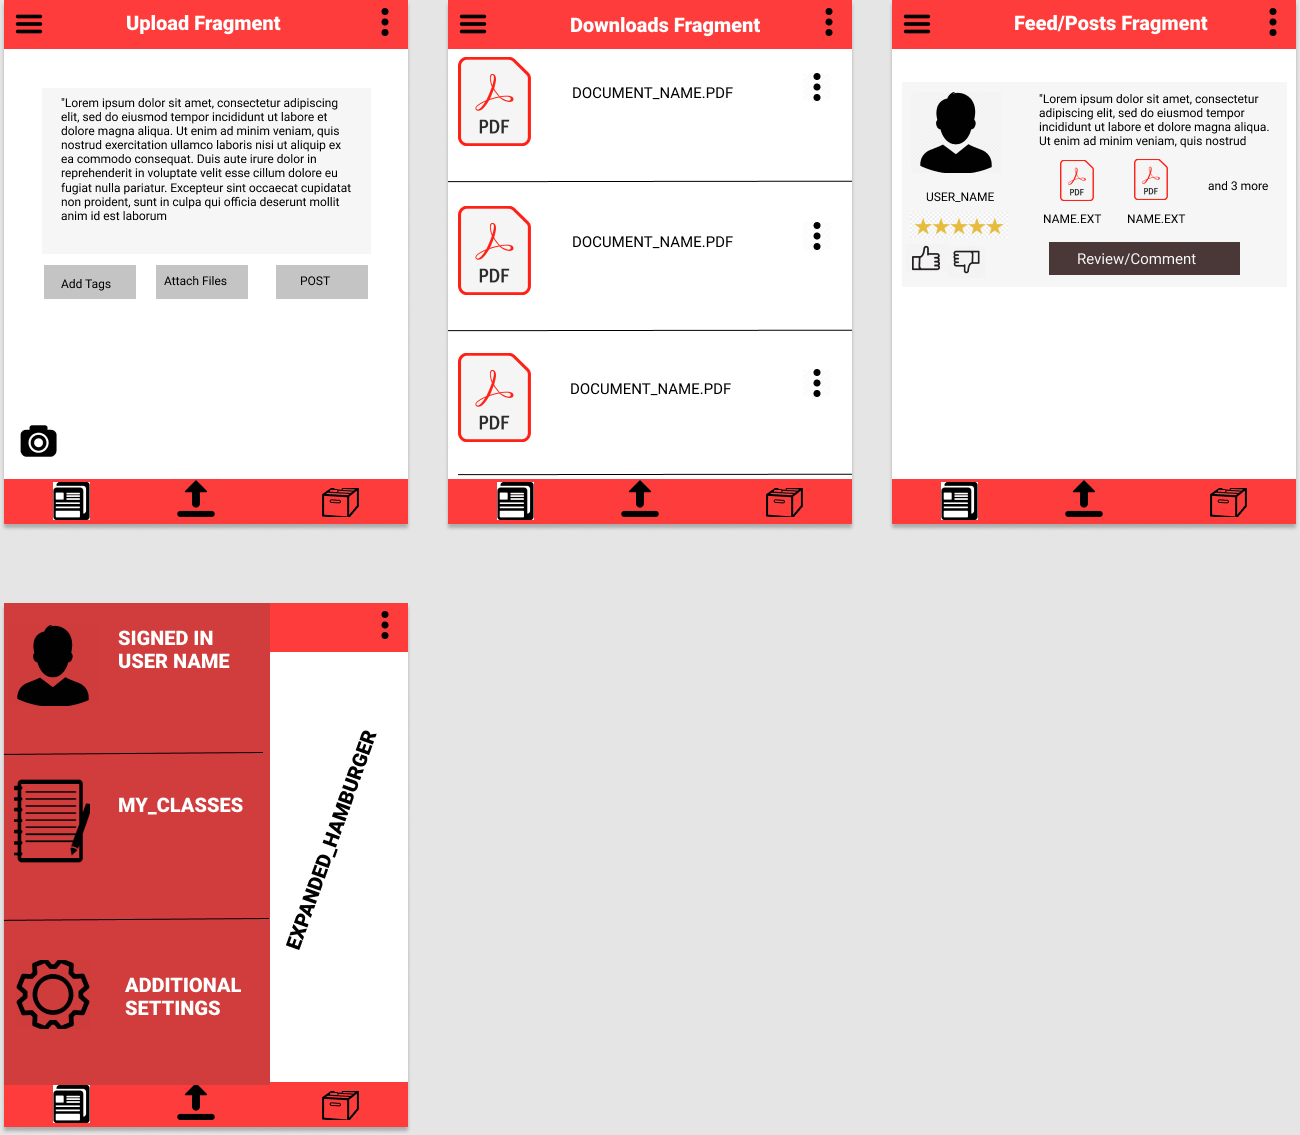 Upload Fragment
"Lorem ipsum dolor sit amet, consectetur adipiscing
elit, sed do eiusmod tempor incididunt ut labore et
dolore magna aliqua. Ut enim ad minim veniam, quis
nostrud exercitation ullamco laboris nisi ut aliquip ex
ea commodo consequat. Duis aute irure dolor in
reprehenderit in voluptate velit esse cillum dolore eu
fugiat nulla pariatur. Excepteur sint occaecat cupidatat
non proident, sunt in culpa qui officia deserunt mollit
anim id est laborum
Add Tags
Attach Files
POST
Downloads Fragment
PDF
DOCUMENT_NAME.PDF
PDF
DOCUMENT_NAME.PDF
PDF
DOCUMENT_NAME.PDF
Feed/Posts Fragment
"Lorem ipsum dolor sit amet, consectetur
adipiscing elit, sed do eiusmod tempor
incididunt ut labore et dolore magna aliqua.
Ut enim ad minim veniam, quis nostrud
USER_NAME
PDF
PDF
and 3 more
NAME.EXT
NAME.EXT
Review/Comment
SIGNED IN
USER NAME
MY_CLASSES
ADDITIONAL
SETTINGS
EXPANDED_HAMBURGER